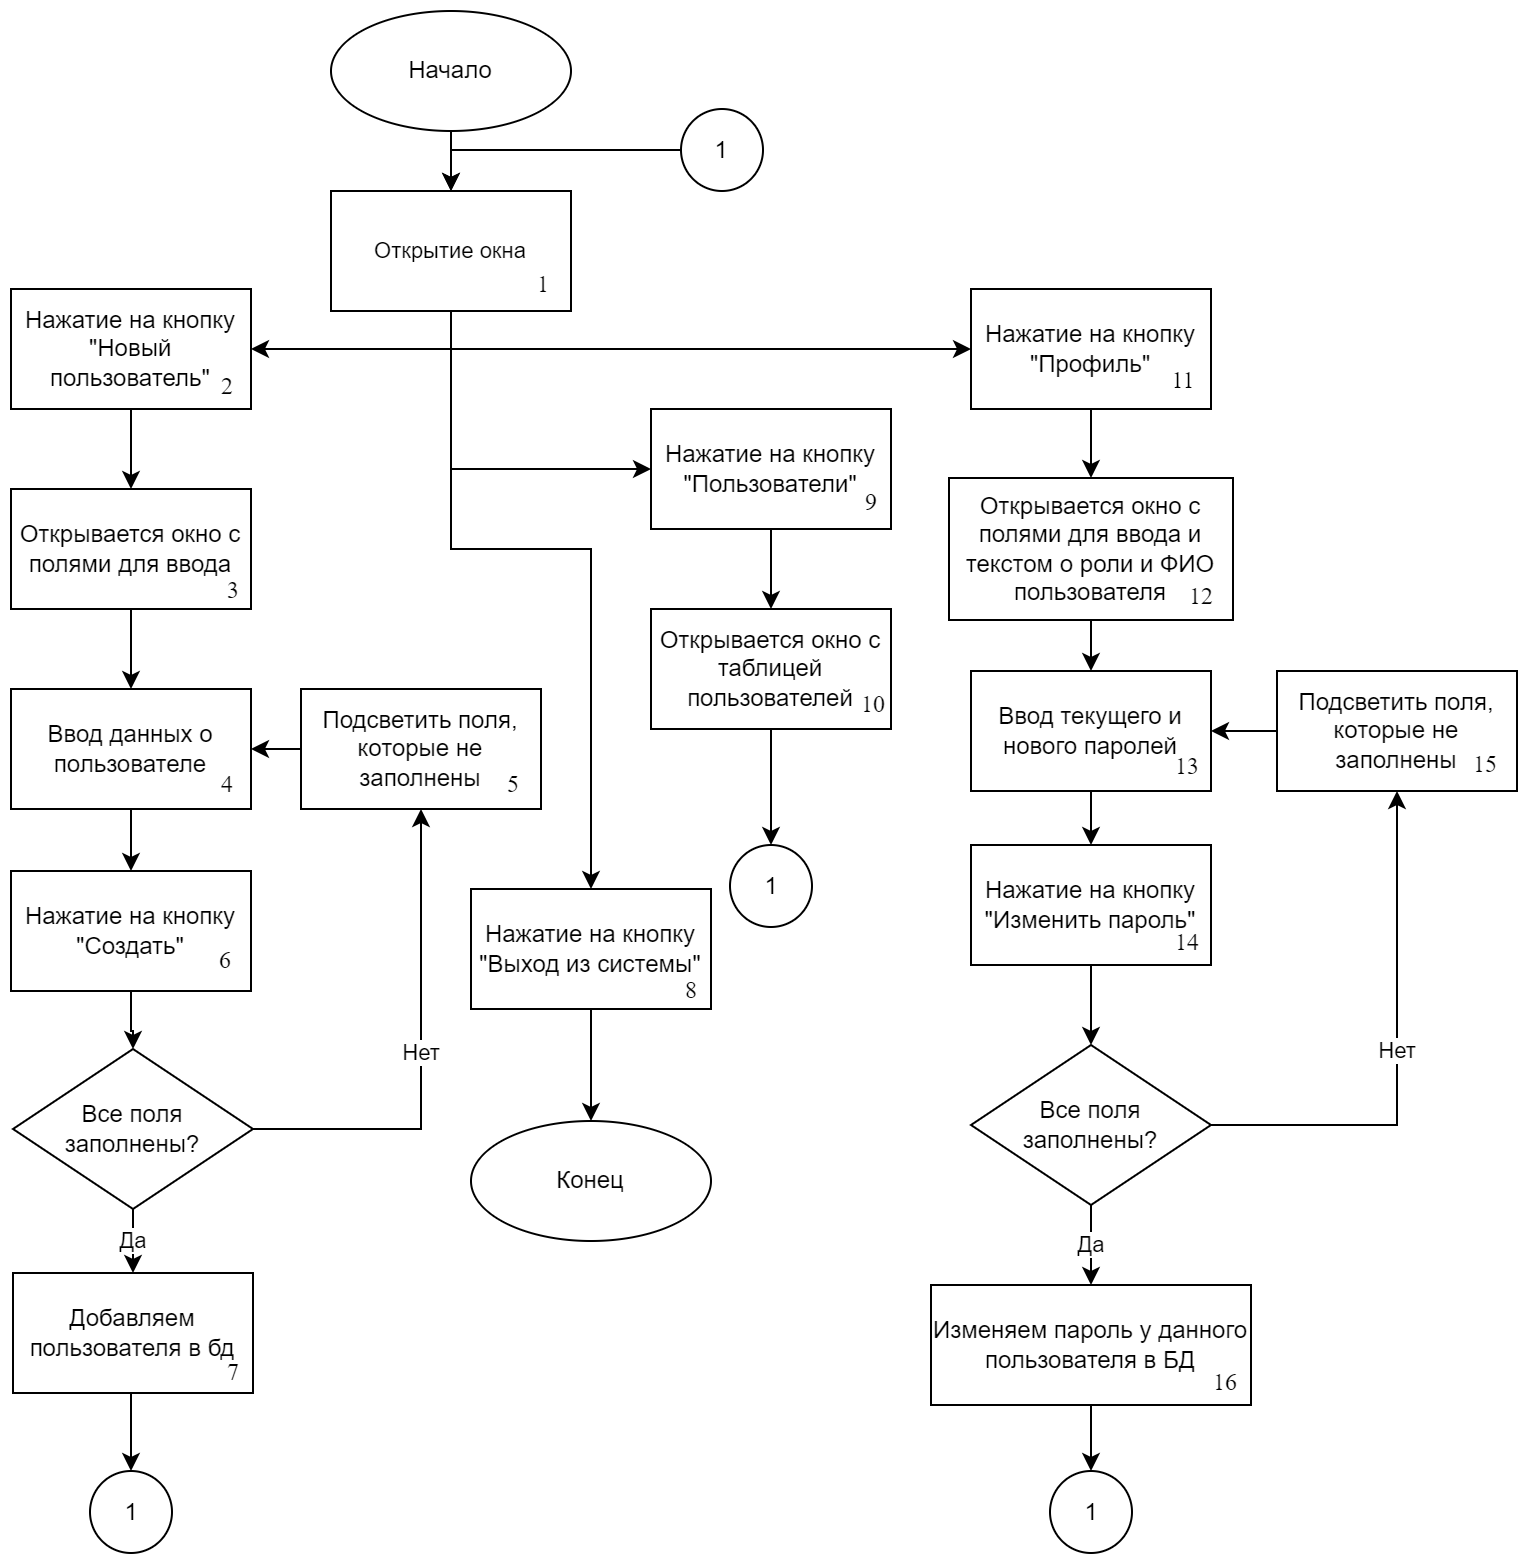 Начало
1
Открытие окна
1
Нажатие на кнопку
"Новый
пользователь"
2
Нажатие на кнопку
"Профиль"
11
Нажатие на кнопку
"Пользователи"
9
Открывается окно с
полями для ввода
3
Открывается окно с
полями для ввода и
текстом о роли и ФИО
пользователя
12
Открывается окно с
таблицей
пользователей
10
Ввод данных о
пользователе
4
Подсветить поля,
которые не
заполнены
5
Ввод текущего и
нового паролей
13
Подсветить поля,
которые не
заполнены
15
Нажатие на кнопку
"Создать"
6
Нажатие на кнопку
"Выход из системы"
8
1
Нажатие на кнопку
"Изменить пароль"
14
Нет
Нет
Все поля
заполнены?
Конец
Все поля
заполнены?
Да
Да
Добавляем
пользователя в бд
7
Изменяем пароль у данного
пользователя в БД
16
1
1